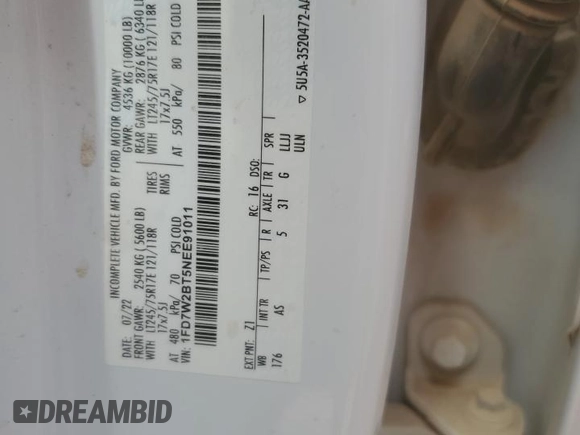 INCOMPLETE VEHICLE MFD. BY FORD MOTOR COMPANY
DATE: 07/22 GVWR: 4536 KG (10000 LB)
FRONT GAWR: 2540 KG (5600 LB) REAR GAWR: 2876 KG (6340 L
WITH LT245/75R17E 121/118R TIRES WITH LT245/75R17E 121/118R
17x7.5J RIMS 17x7.5J
AT 480 kPa/ 70 PSI COLD AT 550 kPa/ 80 PSI COLD
VIN: 1FD7W2BT5NEE91011
EXT PNT: Z1 RC: 16 DSO:
WB INT TR TP/PS R AXLE TR SPR
176 AS 5 31 G LLJJ
ULN
▽ 5U5A-3520472-A
DREAMBID